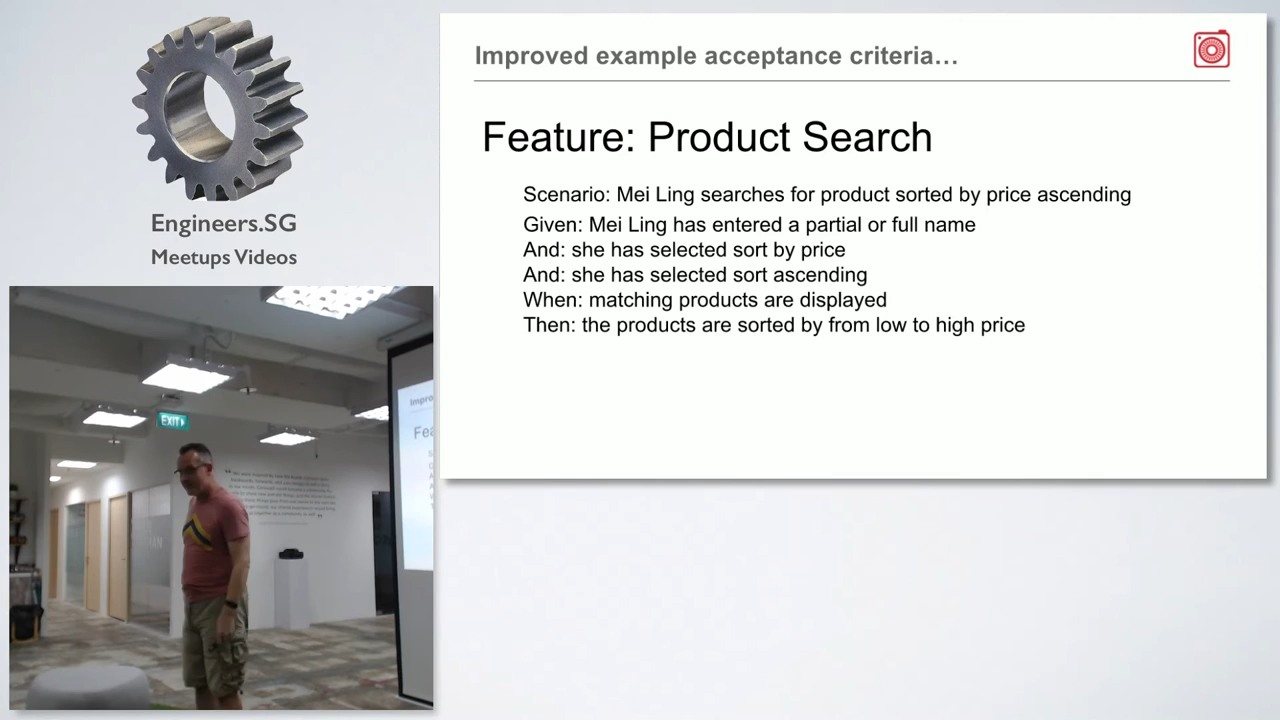 Improved example acceptance criteria…
Feature: Product Search
Scenario: Mei Ling searches for product sorted by price ascending
Given: Mei Ling has entered a partial or full name
And: she has selected sort by price
And: she has selected sort ascending
When: matching products are displayed
Then: the products are sorted by from low to high price
Engineers.SG
Meetups Videos
EXIT
Impro
Fea